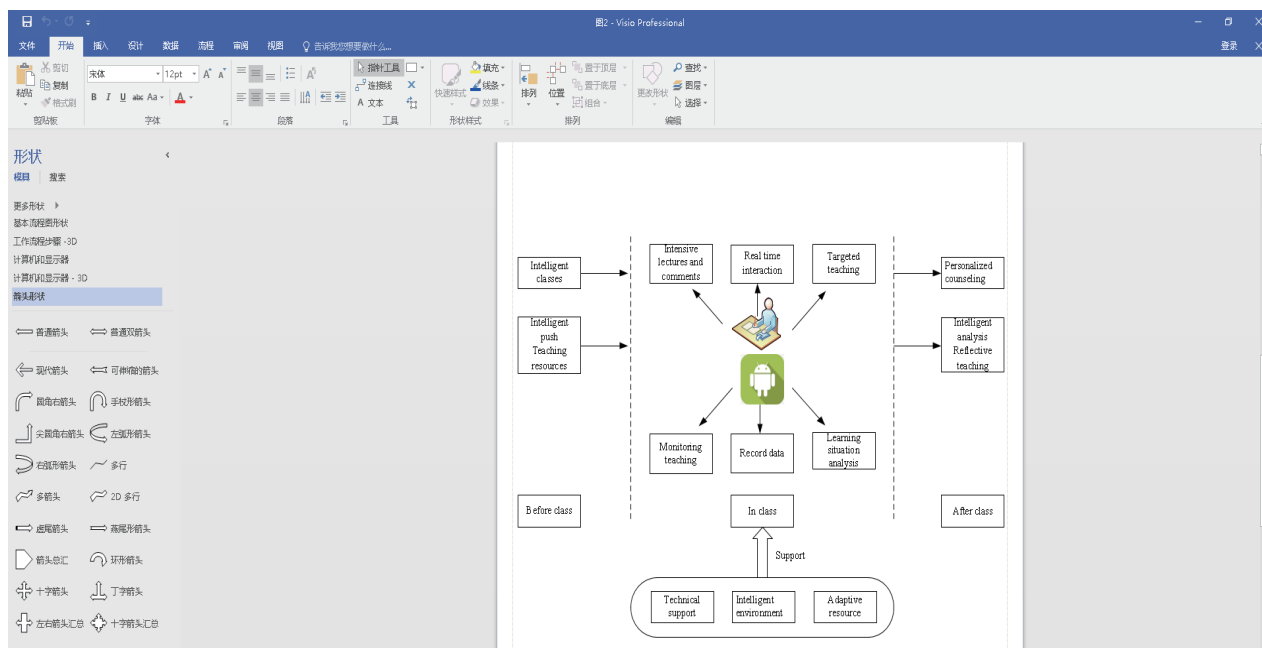 图2 - Visio Professional
文件 开始 插入 设计 数据 流程 审阅 视图 告诉我您想要做什么... 登录
剪切
复制
格式刷
粘贴
剪贴板
宋体 12pt
B I U abc Aa A
字体
段落
指针工具
连接线
A 文本
工具
快速样式
填充
线条
效果
形状样式
排列
位置
置于顶层
置于底层
组合
排列
更改形状
查找
图层
选择
编辑
形状
模具 搜索
更多形状
基本流程图形状
工作流程步骤 - 3D
计算机和显示器
计算机和显示器 - 3D
箭头形状
普通箭头 普通双箭头
现代箭头 可伸缩的箭头
圆角右箭头 手杖形箭头
尖圆角右箭头 左弧形箭头
右弧形箭头 多行
多箭头 2D 多行
虚尾箭头 燕尾形箭头
箭头总汇 环形箭头
十字箭头 丁字箭头
左右箭头汇总 十字箭头汇总
Intelligent
classes
Intensive
lectures and
comments
Real time
interaction
Targeted
teaching
Personalized
counseling
Intelligent
push
Teaching
resources
Intelligent
analysis
Reflective
teaching
Monitoring
teaching
Record data
Learning
situation
analysis
Before class
In class
After class
Support
Technical
support
Intelligent
environment
Adaptive
resource